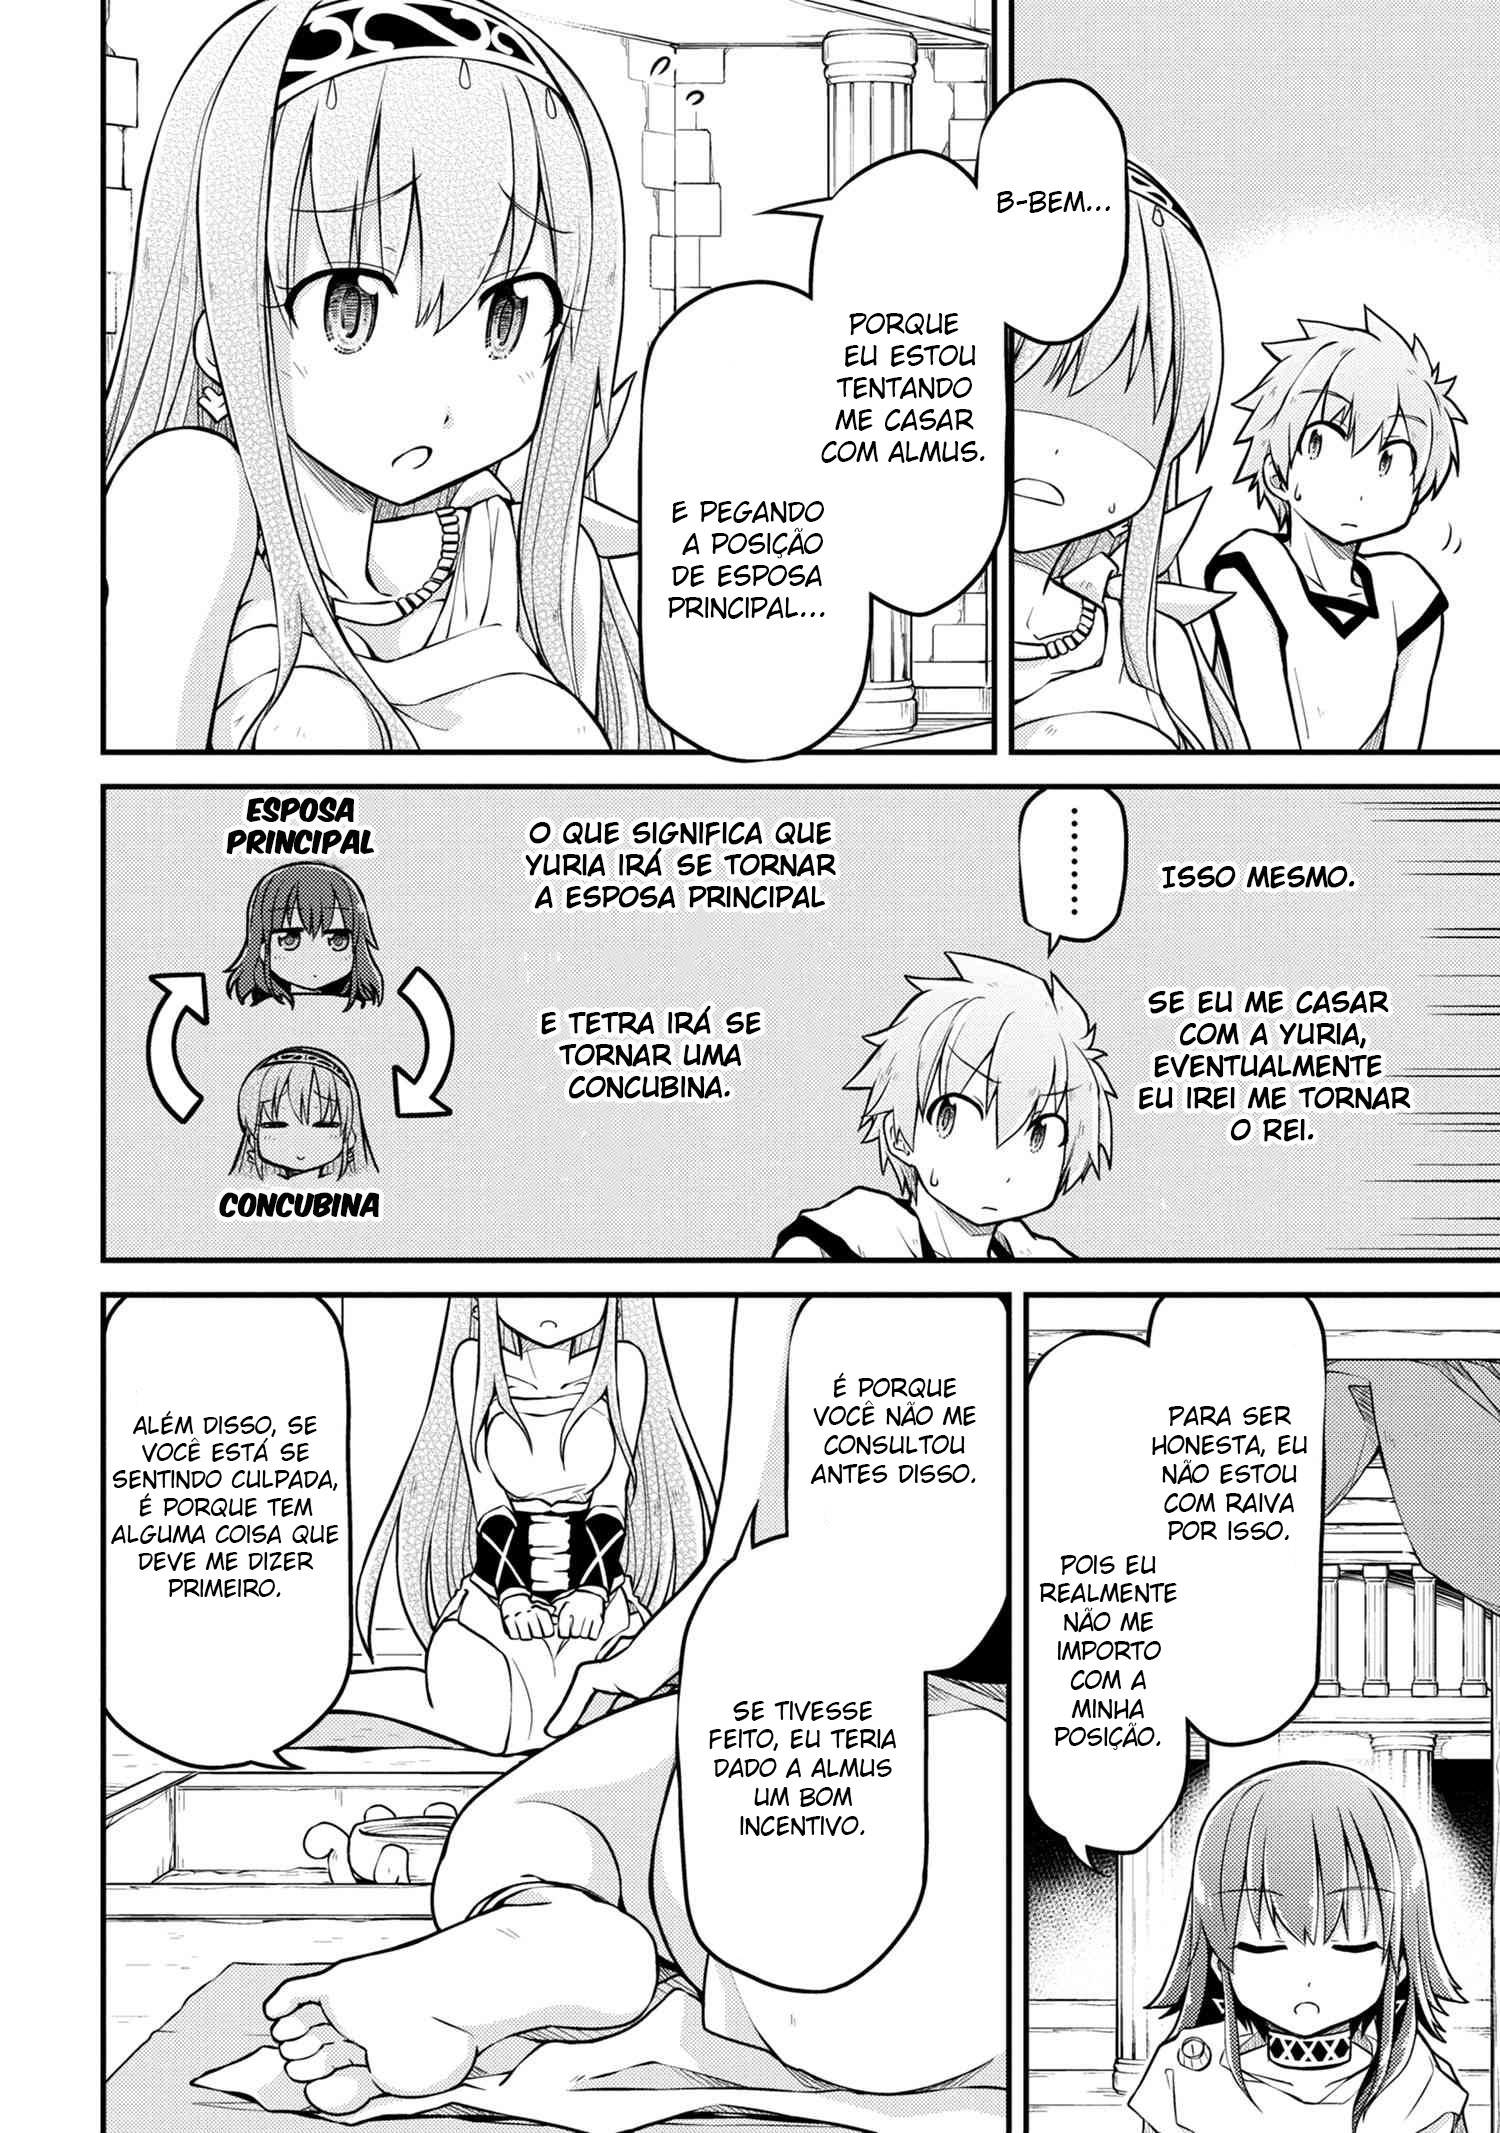 B-BEM...
PORQUE
EU ESTOU
TENTANDO
ME CASAR
COM ALMUS.
E PEGANDO
A POSIÇÃO
DE ESPOSA
PRINCIPAL...
ISSO MESMO.
SE EU ME CASAR
COM A YURIA,
EVENTUALMENTE
EU IREI ME TORNAR
O REI.
.........
O QUE SIGNIFICA QUE
YURIA IRÁ SE TORNAR
A ESPOSA PRINCIPAL
E TETRA IRÁ SE
TORNAR UMA
CONCUBINA.
ESPOSA
PRINCIPAL
CONCUBINA
PARA SER
HONESTA, EU
NÃO ESTOU
COM RAIVA
POR ISSO.
POIS EU
REALMENTE
NÃO ME
IMPORTO
COM A
MINHA
POSIÇÃO.
É PORQUE
VOCÊ NÃO ME
CONSULTOU
ANTES DISSO.
SE TIVESSE
FEITO, EU TERIA
DADO A ALMUS
UM BOM
INCENTIVO.
ALÉM DISSO, SE
VOCÊ ESTÁ SE
SENTINDO CULPADA,
É PORQUE TEM
ALGUMA COISA QUE
DEVE ME DIZER
PRIMEIRO.